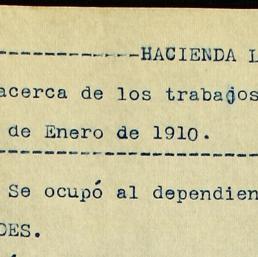 ------------HACIENDA L
acerca de los trabajos
de Enero de 1910.
------------------------
Se ocupó al dependien
DES.